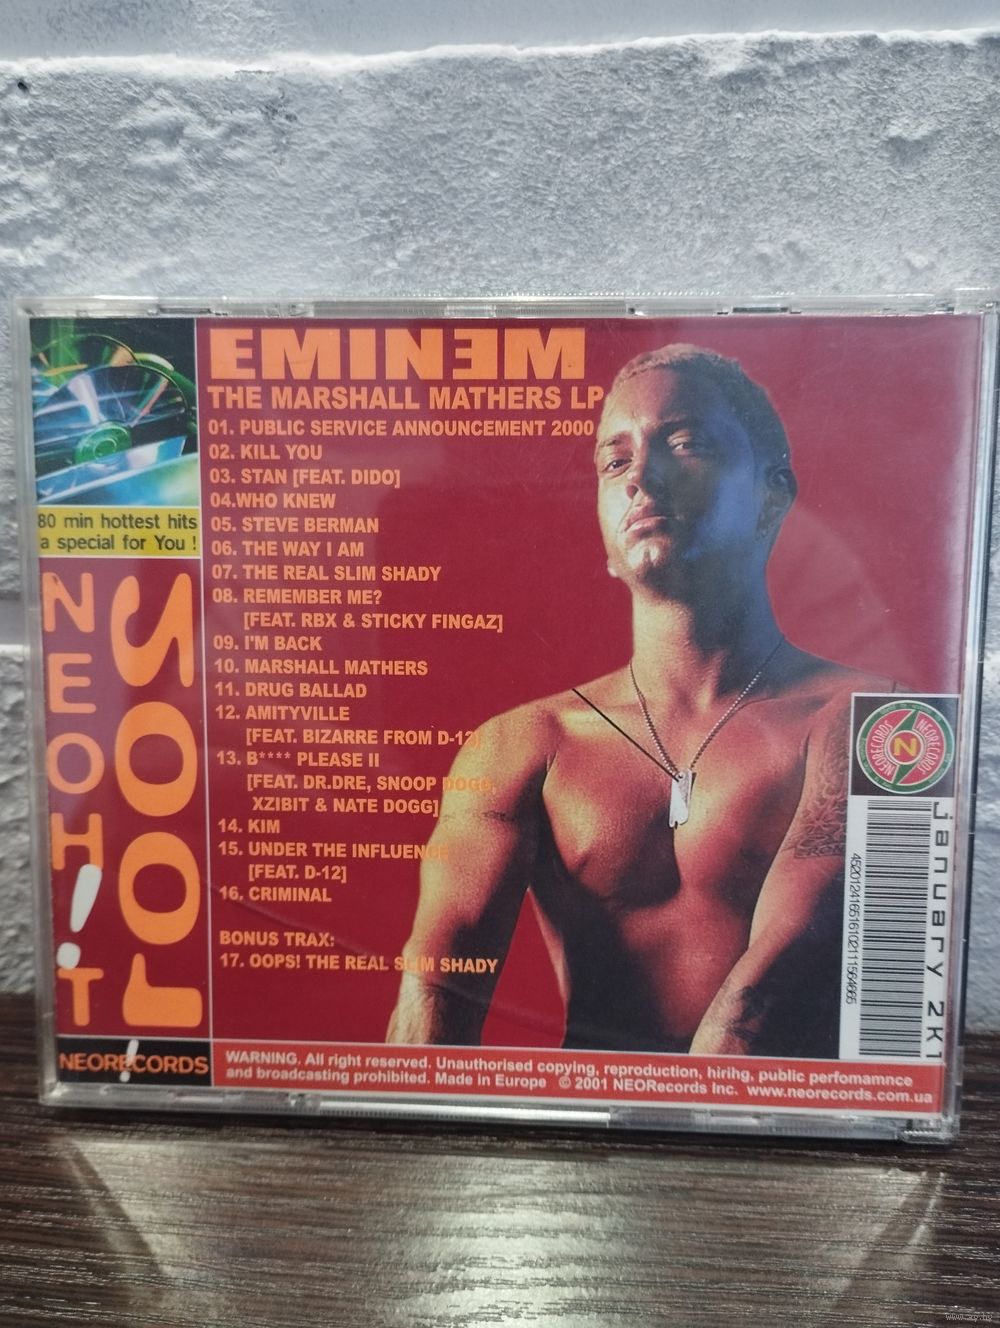 EMINEM
THE MARSHALL MATHERS LP
01. PUBLIC SERVICE ANNOUNCEMENT 2000
02. KILL YOU
03. STAN [FEAT. DIDO]
04.WHO KNEW
05. STEVE BERMAN
06. THE WAY I AM
07. THE REAL SLIM SHADY
08. REMEMBER ME?
[FEAT. RBX & STICKY FINGAZ]
09. I'M BACK
10. MARSHALL MATHERS
11. DRUG BALLAD
12. AMITYVILLE
[FEAT. BIZARRE FROM D-12]
13. B**** PLEASE II
[FEAT. DR.DRE, SNOOP DOGG,
XZIBIT & NATE DOGG]
14. KIM
15. UNDER THE INFLUENCE
[FEAT. D-12]
16. CRIMINAL
BONUS TRAX:
17. OOPS! THE REAL SLIM SHADY
80 min hottest hits
a special for You !
NEOH!T
2001
NEORECORDS
WARNING. All right reserved. Unauthorised copying, reproduction, hirihg, public perfomamnce
and broadcasting prohibited. Made in Europe © 2001 NEORecords Inc. www.neorecords.com.ua
NEORECORDS
N
NEORECORDS
January 2K1
www.ay.by